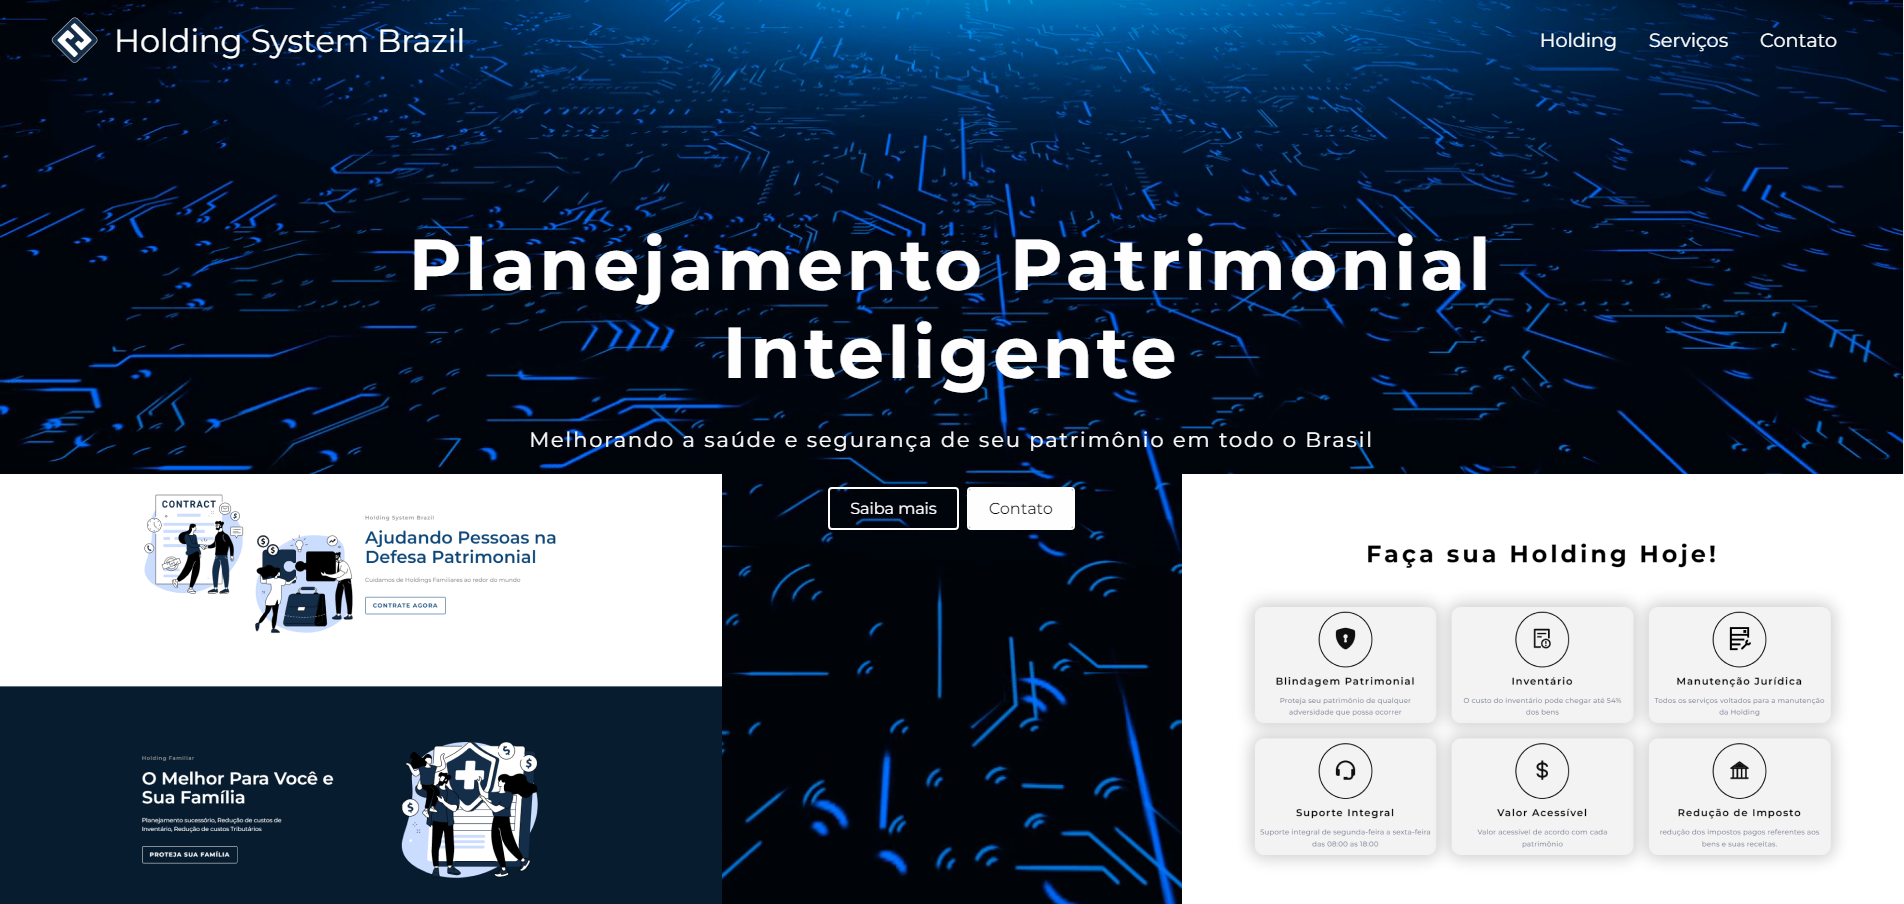 Holding System Brazil
Holding
Serviços
Contato
Planejamento Patrimonial
Inteligente
Melhorando a saúde e segurança de seu patrimônio em todo o Brasil
Saiba mais
Contato
CONTRACT
Holding System Brazil
Ajudando Pessoas na
Defesa Patrimonial
Cuidamos de Holdings Familiares ao redor do mundo
CONTRATE AGORA
Holding Familiar
O Melhor Para Você e
Sua Família
Planejamento sucessório, Redução de custos de
Inventário, Redução de custos Tributários
PROTEJA SUA FAMÍLIA
Faça sua Holding Hoje!
Blindagem Patrimonial
Proteja seu patrimônio de qualquer
adversidade que possa ocorrer
Inventário
O custo do inventário pode chegar até 54%
dos bens
Manutenção Jurídica
Todos os serviços voltados para a manutenção
da Holding
Suporte Integral
Suporte integral de segunda-feira a sexta-feira
das 08:00 as 18:00
Valor Acessível
Valor acessível de acordo com cada
patrimônio
Redução de Imposto
redução dos impostos pagos referentes aos
bens e suas receitas.